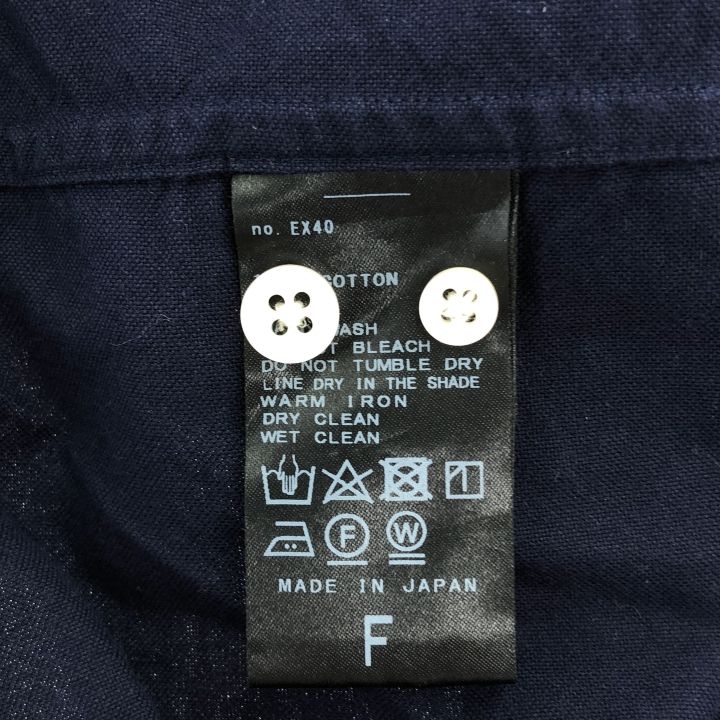 no. EX40
COTTON
BLEACH
DO NOT TUMBLE DRY
LINE DRY IN THE SHADE
WARM IRON
DRY CLEAN
WET CLEAN
F W
MADE IN JAPAN
F